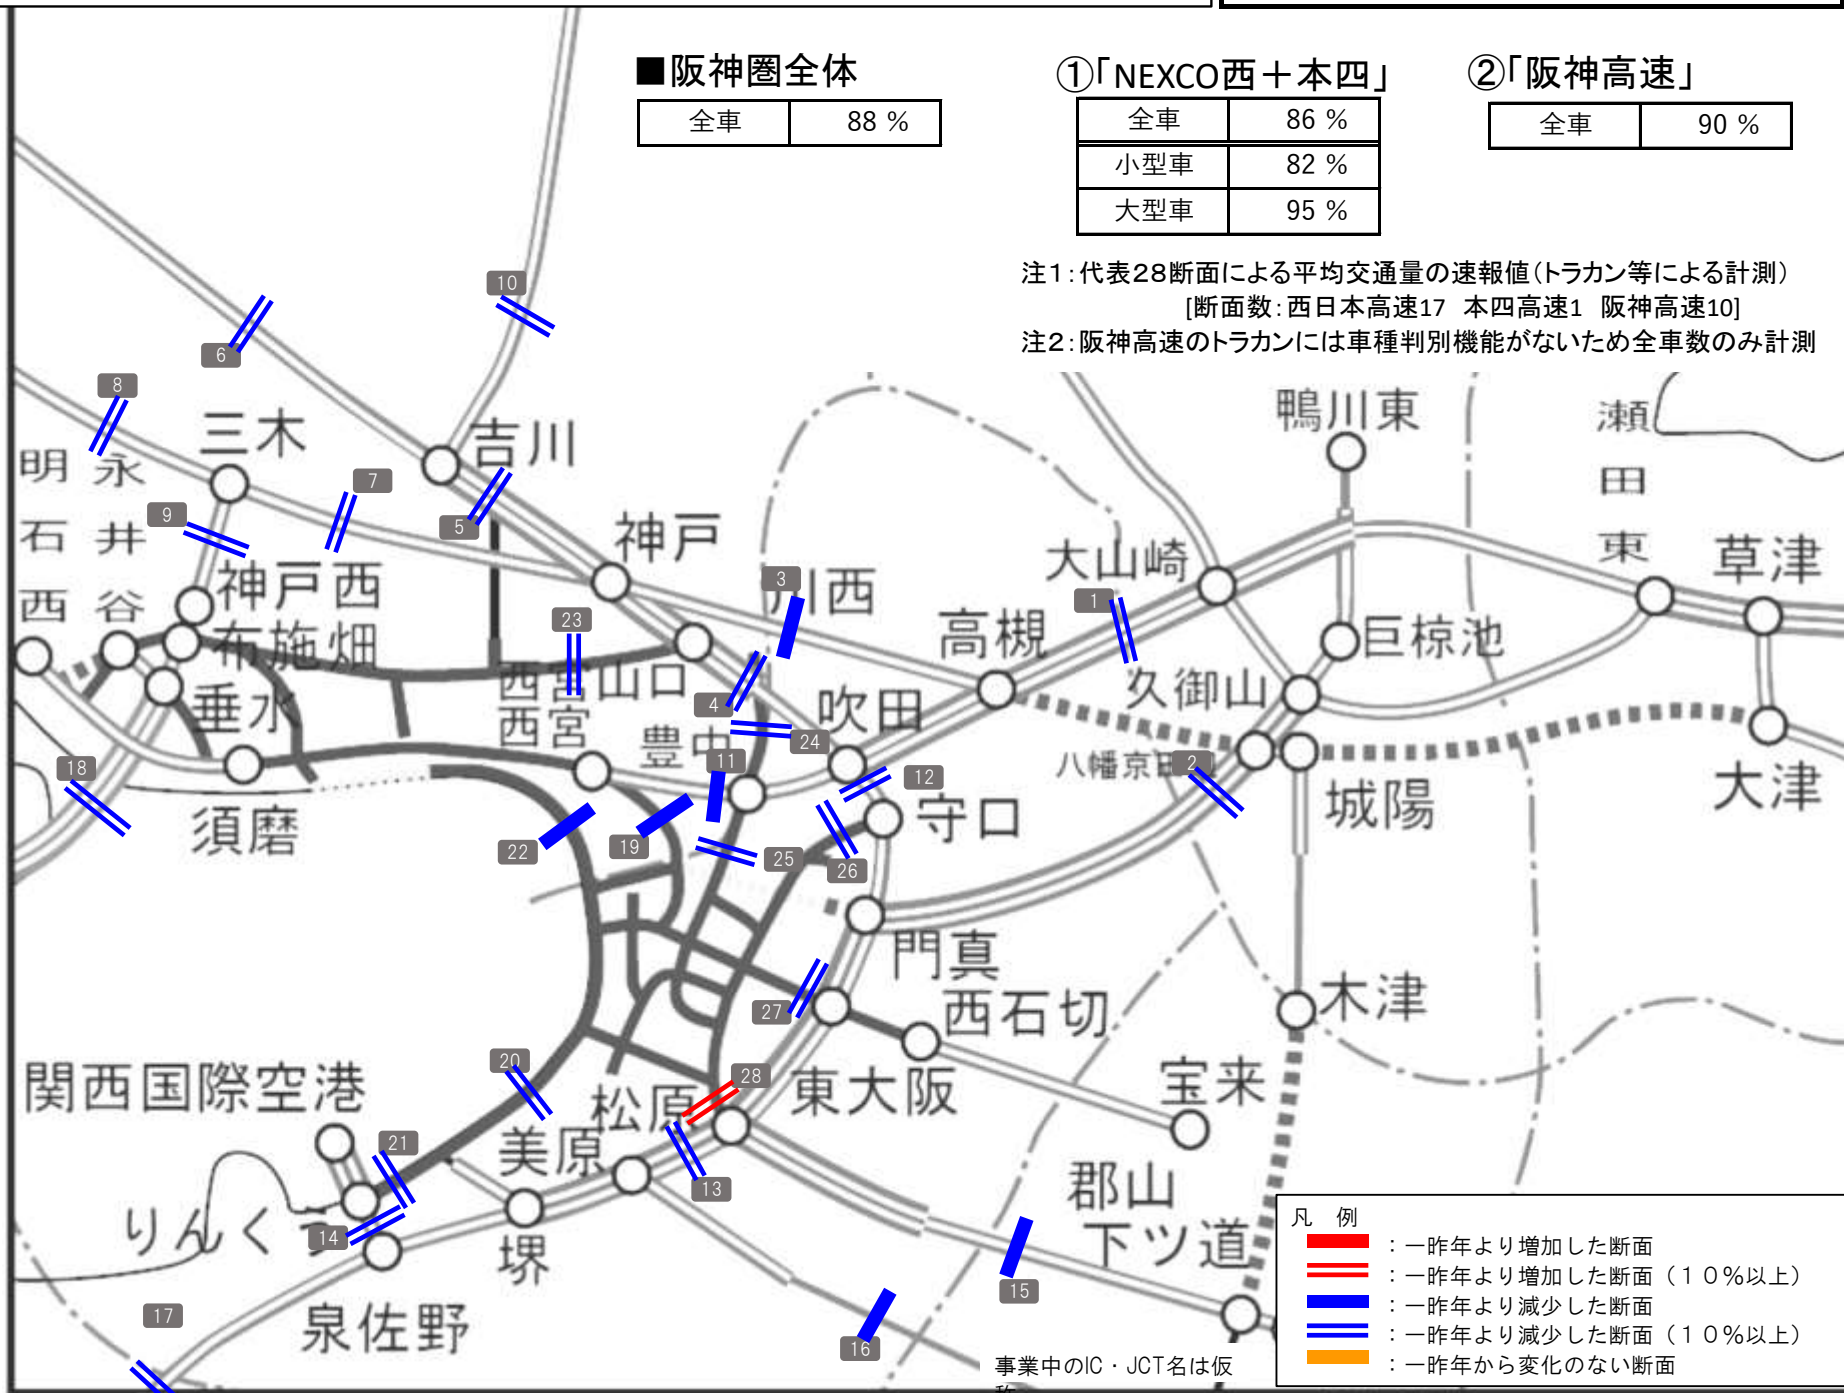 ■阪神圏全体
全車 88 %
①「NEXCO西＋本四」
全車 86 %
小型車 82 %
大型車 95 %
②「阪神高速」
全車 90 %
注1：代表28断面による平均交通量の速報値（トラカン等による計測）
[断面数：西日本高速17 本四高速1 阪神高速10]
注2：阪神高速のトラカンには車種判別機能がないため全車数のみ計測
10
6
8
三木
吉川
鴨川東
瀬田東
明石西
永井谷
7
9
5
神戸
大山崎
草津
神戸西
3
川西
1
布施畑
23
高槻
巨椋池
西宮山口
久御山
垂水
4
吹田
西宮
豊中
24
八幡京田
2
18
11
12
大津
須磨
守口
城陽
22
19
25
26
門真
木津
27
西石切
20
28
関西国際空港
松原
東大阪
宝来
21
美原
13
郡山
下ツ道
りんくう
14
堺
15
17
泉佐野
16
事業中のIC・JCT名は仮
凡 例
：一昨年より増加した断面
：一昨年より増加した断面（１０％以上）
：一昨年より減少した断面
：一昨年より減少した断面（１０％以上）
：一昨年から変化のない断面